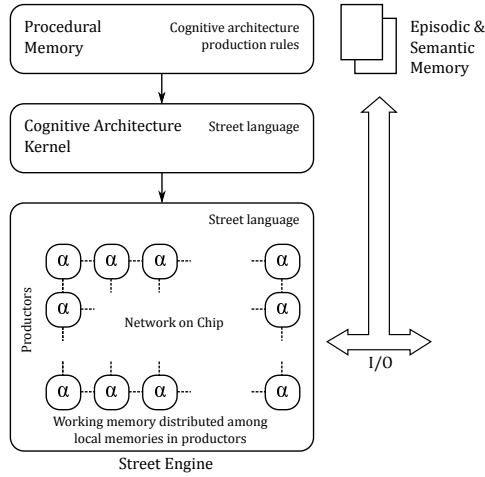 Procedural
Memory
Cognitive architecture
production rules
Episodic &
Semantic
Memory
Cognitive Architecture
Kernel
Street language
Street language
α α α α
α α
Productors
Network on Chip
α α α α
Working memory distributed among
local memories in productors
I/O
Street Engine